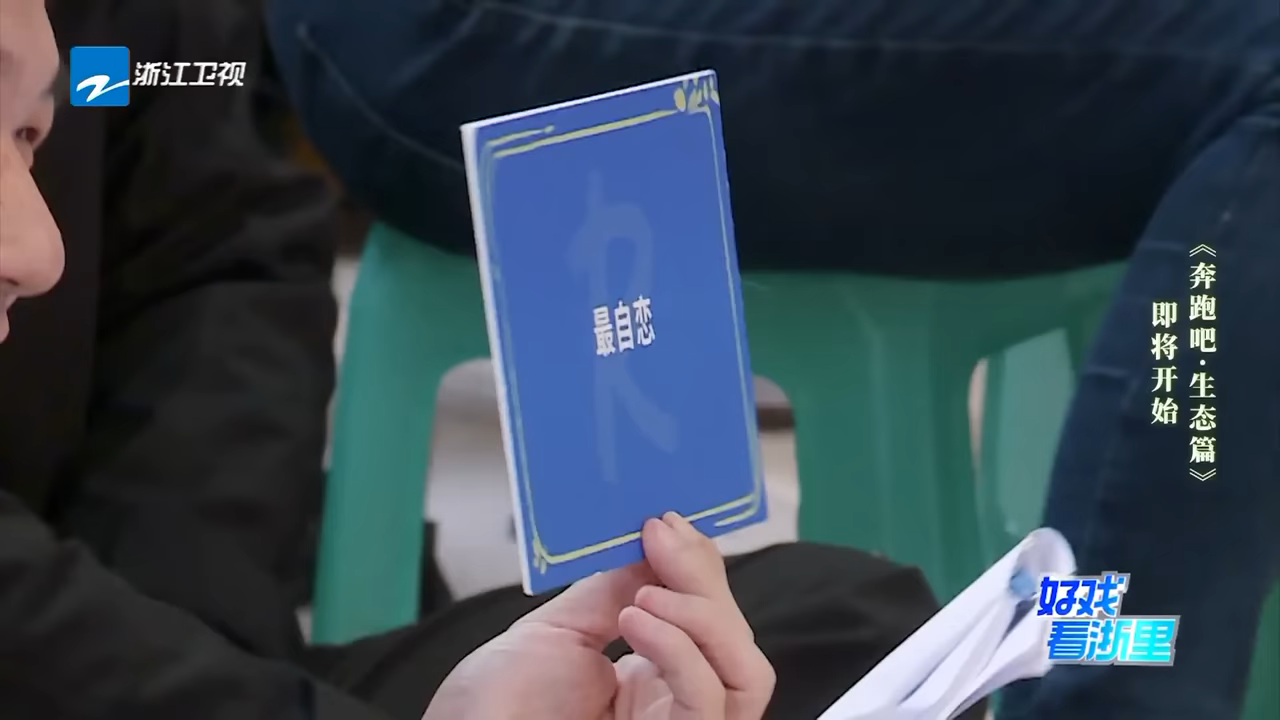 浙江卫视
最自恋
《奔跑吧·生态篇》
即将开始
好戏
看浙里